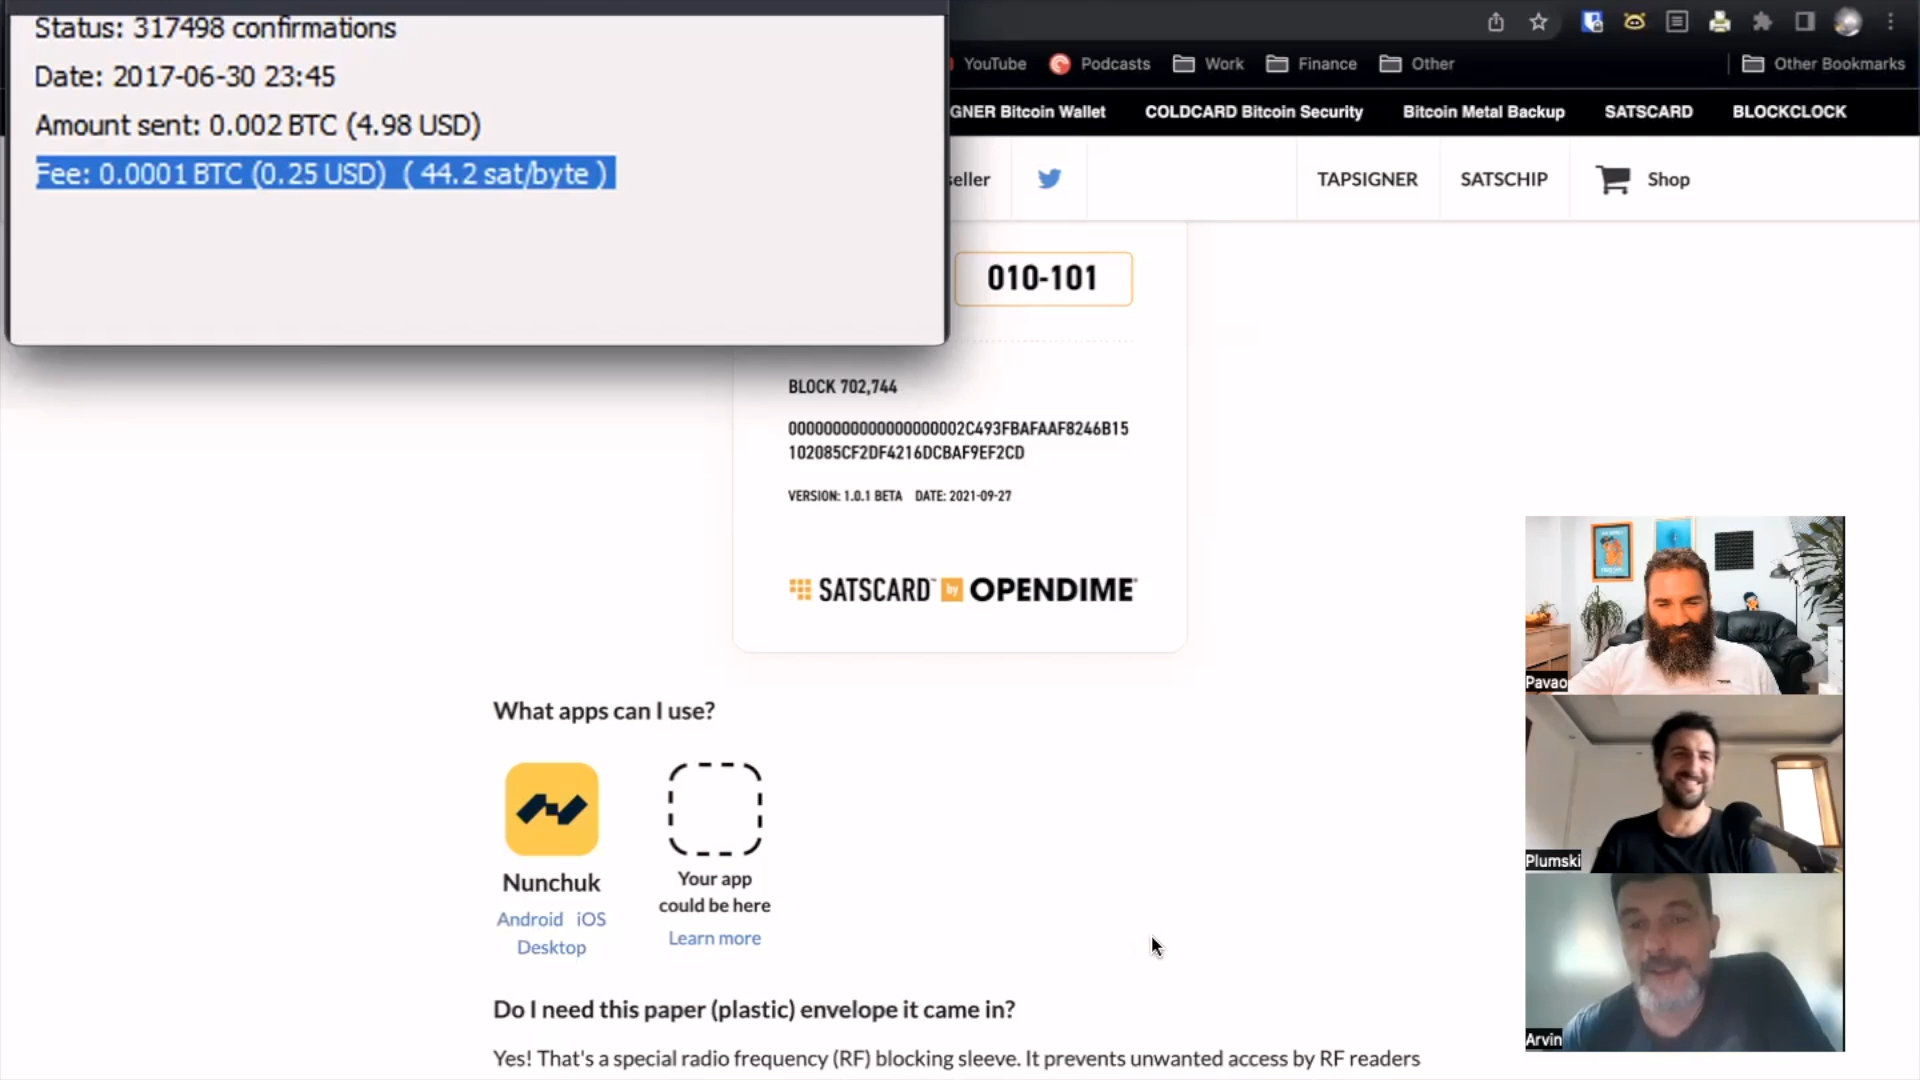 Status: 317498 confirmations
Date: 2017-06-30 23:45
Amount sent: 0.002 BTC (4.98 USD)
Fee: 0.0001 BTC (0.25 USD) ( 44.2 sat/byte )
YouTube Podcasts Work Finance Other Other Bookmarks
GNER Bitcoin Wallet COLDCARD Bitcoin Security Bitcoin Metal Backup SATSCARD BLOCKCLOCK
eller TAPSIGNER SATSCHIP Shop
010-101
BLOCK 702,744
00000000000000000002C493FBAFAAF8246B15
102085CF2DF4216DCBAF9EF2CD
VERSION: 1.0.1 BETA DATE: 2021-09-27
SATSCARD™ by OPENDIME®
What apps can I use?
Nunchuk
Android iOS
Desktop
Your app
could be here
Learn more
Do I need this paper (plastic) envelope it came in?
Yes! That's a special radio frequency (RF) blocking sleeve. It prevents unwanted access by RF readers
Pavao
Plumski
Arvin